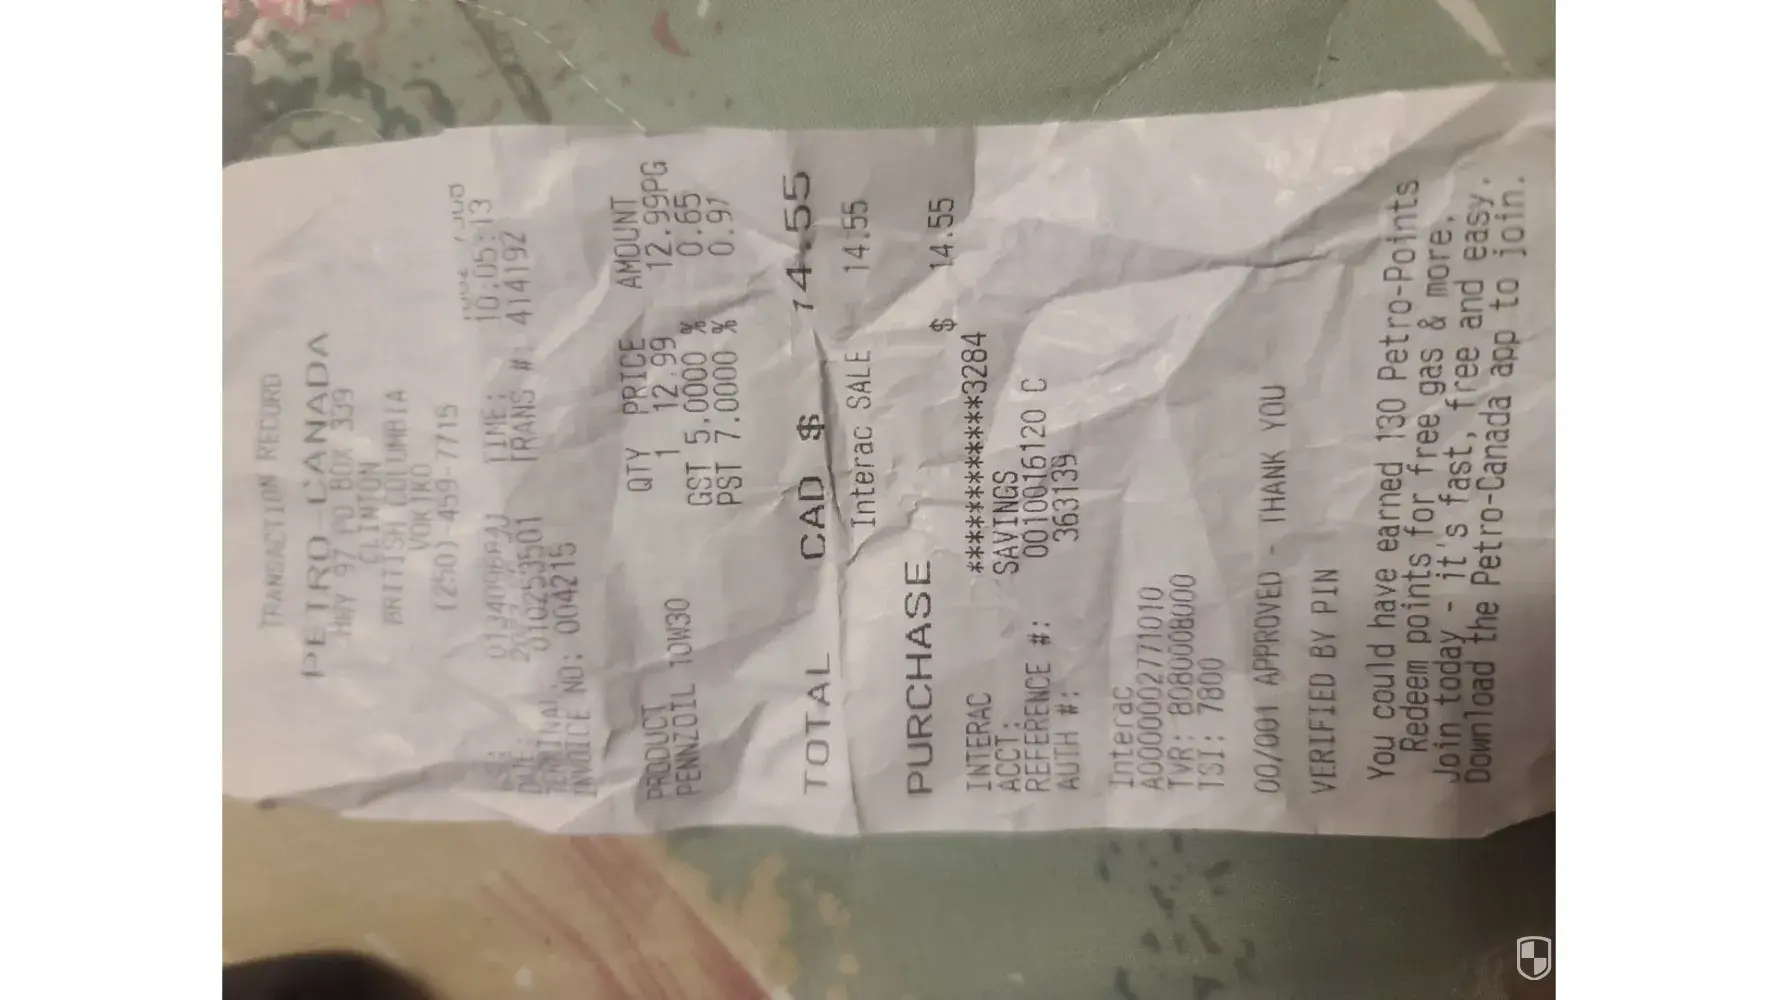 TRANSACTION RECORD
PETRO-CANADA
HWY 97 PO BOX 339
CLINTON
BRITISH COLUMBIA
V0K1K0
(250)-459-7715
TIME: 10:05:13
TERMINAL: 010253501 TRANS #: 414192
INVOICE NO: 004215
PRODUCT QTY PRICE AMOUNT
PENNZOIL 10W30 1 12.99 12.99PG
GST 5.0000 % 0.65
PST 7.0000 % 0.91
TOTAL CAD $ 14.55
Interac SALE 14.55
PURCHASE $ 14.55
INTERAC ************3284
ACCT: SAVINGS
REFERENCE #: 0010016120 C
AUTH #: 363139
Interac
A0000002771010
TVR: 8080008000
TSI: 7800
00/001 APPROVED - THANK YOU
VERIFIED BY PIN
You could have earned 130 Petro-Points
Redeem points for free gas & more.
Join today - it's fast, free and easy.
Download the Petro-Canada app to join.